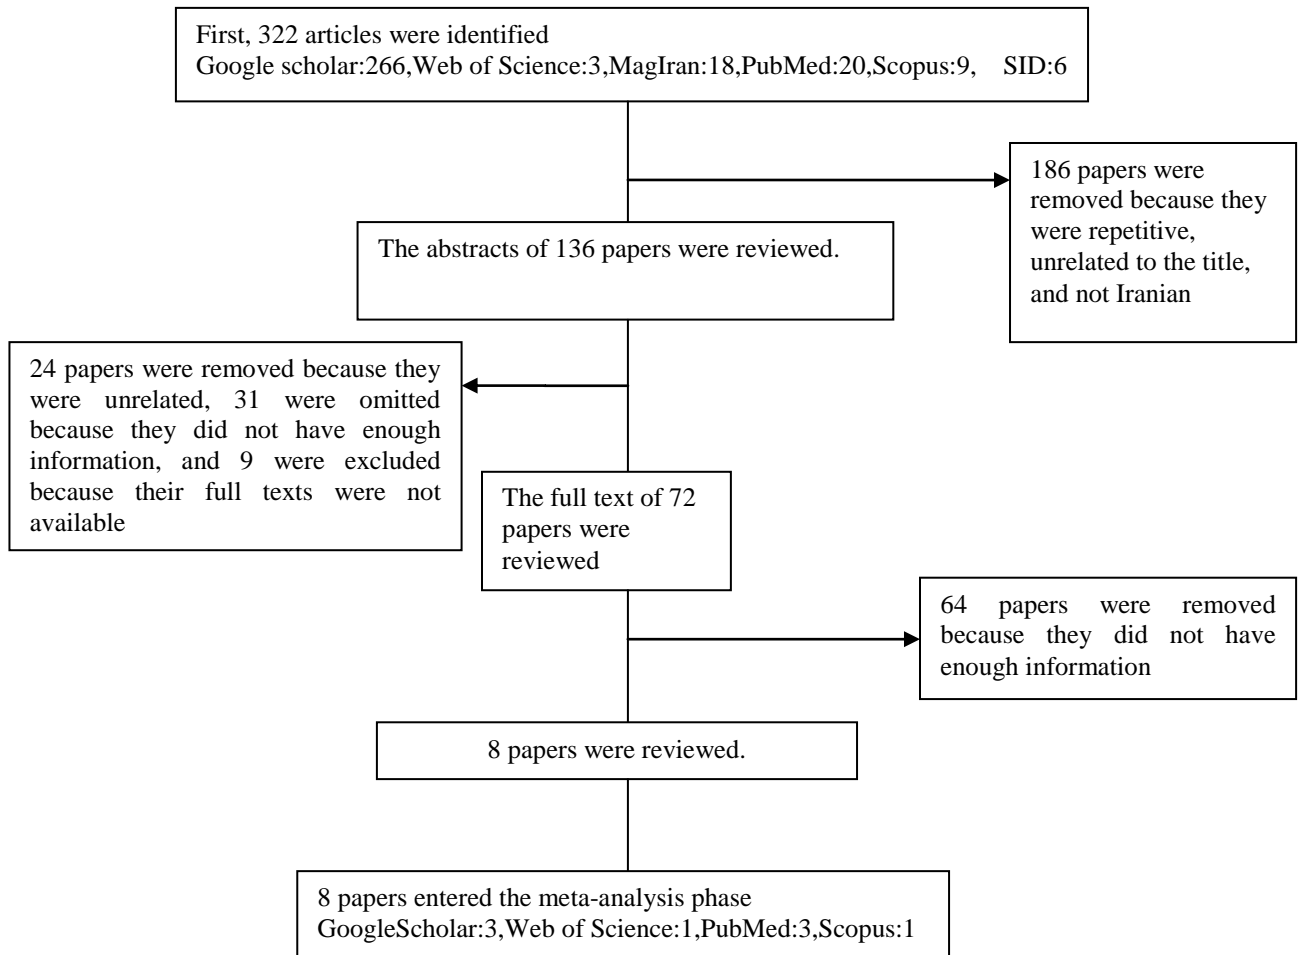 First, 322 articles were identified
Google scholar:266,Web of Science:3,MagIran:18,PubMed:20,Scopus:9, SID:6
186 papers were
removed because they
were repetitive,
unrelated to the title,
and not Iranian
The abstracts of 136 papers were reviewed.
24 papers were removed because they
were unrelated, 31 were omitted
because they did not have enough
information, and 9 were excluded
because their full texts were not
available
The full text of 72
papers were
reviewed
64 papers were removed
because they did not have
enough information
8 papers were reviewed.
8 papers entered the meta-analysis phase
GoogleScholar:3,Web of Science:1,PubMed:3,Scopus:1